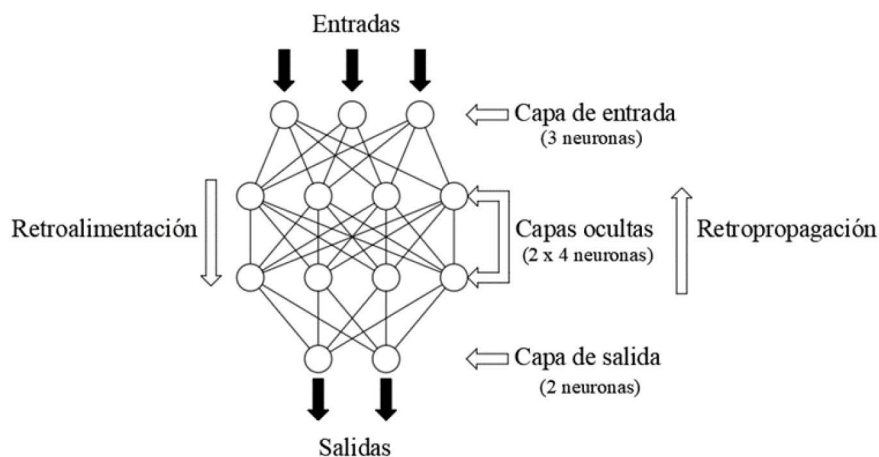 Entradas
Capa de entrada
(3 neuronas)
Retroalimentación
Capas ocultas
(2 x 4 neuronas)
Retropropagación
Capa de salida
(2 neuronas)
Salidas